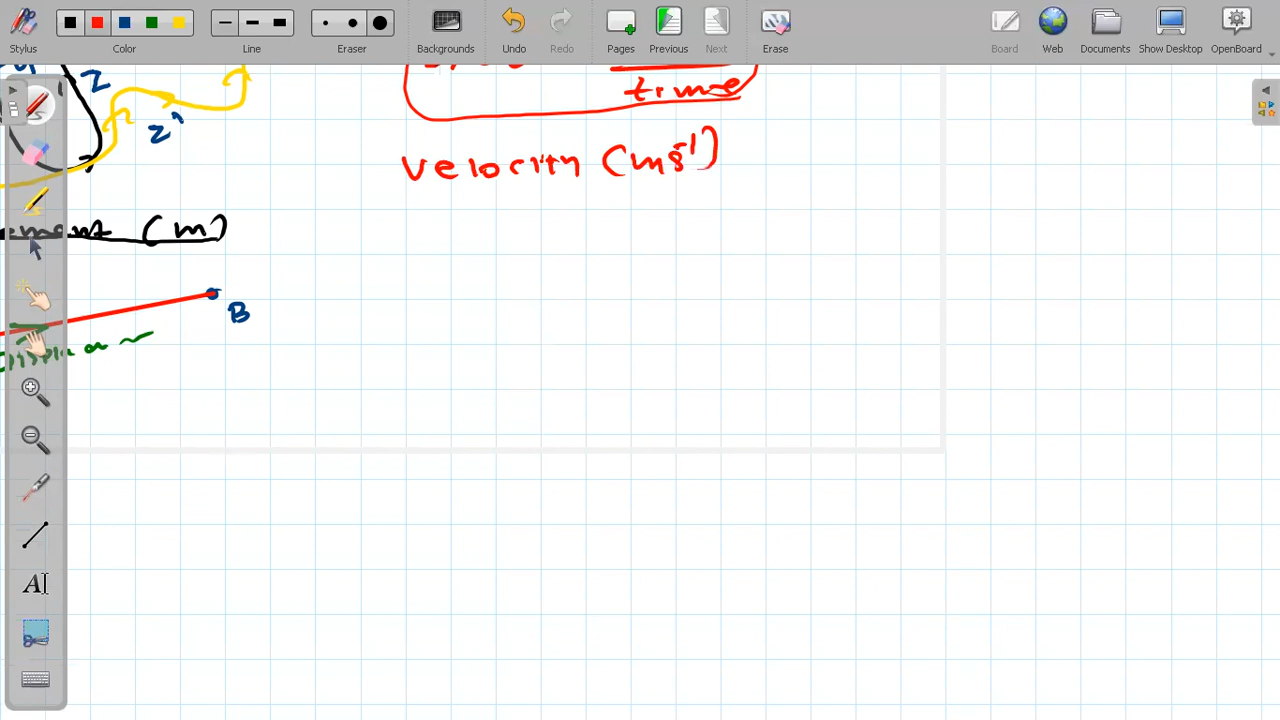 Stylus
Color
Line
Eraser
Backgrounds
Undo
Redo
Pages
Previous
Next
Erase
Board
Web
Documents
Show Desktop
OpenBoard
Z
Z'
time
velocity (ms⁻¹)
ement (m)
B
A